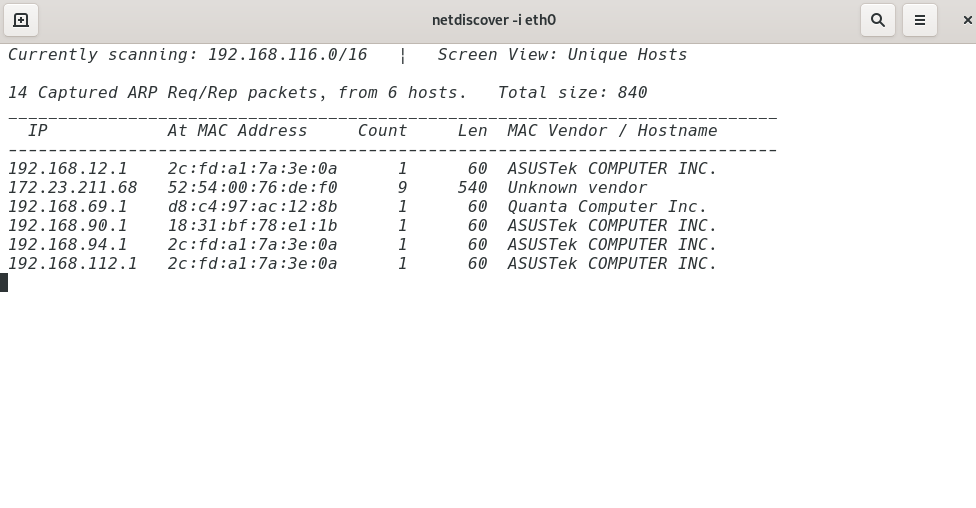 netdiscover -i eth0
Currently scanning: 192.168.116.0/16   ¦   Screen View: Unique Hosts
14 Captured ARP Req/Rep packets, from 6 hosts.   Total size: 840
_____________________________________________________________________________
  IP            At MAC Address     Count     Len  MAC Vendor / Hostname
-----------------------------------------------------------------------------
192.168.12.1    2c:fd:a1:7a:3e:0a      1      60  ASUSTek COMPUTER INC.
172.23.211.68   52:54:00:76:de:f0      9     540  Unknown vendor
192.168.69.1    d8:c4:97:ac:12:8b      1      60  Quanta Computer Inc.
192.168.90.1    18:31:bf:78:e1:1b      1      60  ASUSTek COMPUTER INC.
192.168.94.1    2c:fd:a1:7a:3e:0a      1      60  ASUSTek COMPUTER INC.
192.168.112.1   2c:fd:a1:7a:3e:0a      1      60  ASUSTek COMPUTER INC.